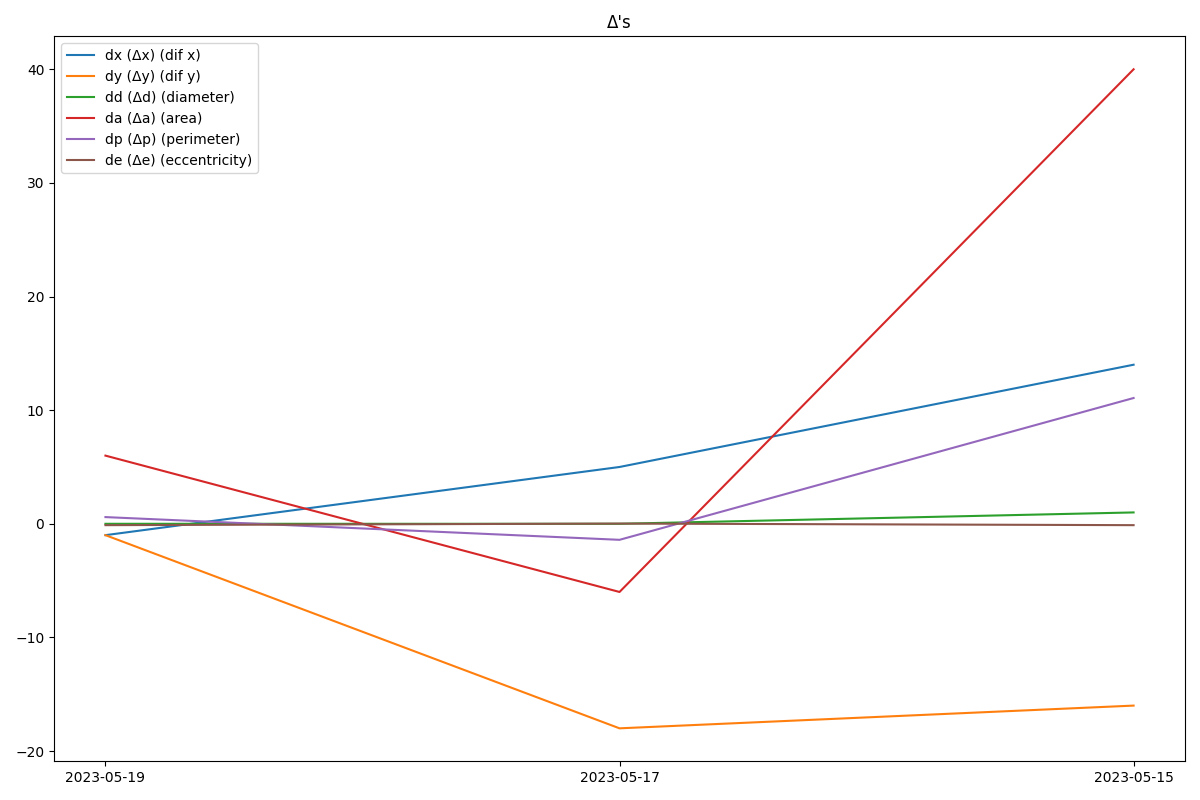 Δ's
dx (Δx) (dif x)
dy (Δy) (dif y)
dd (Δd) (diameter)
da (Δa) (area)
dp (Δp) (perimeter)
de (Δe) (eccentricity)
40
30
20
10
0
−10
−20
2023-05-19 2023-05-17 2023-05-15